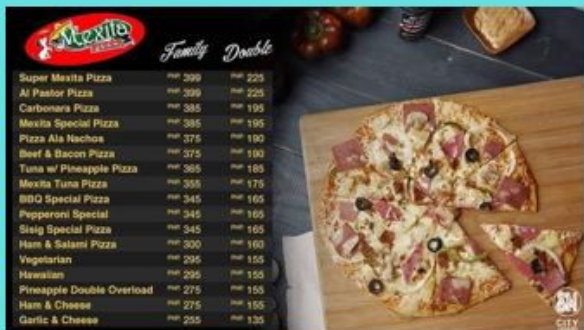 Mexita
PIZZA
Family Double
Super Mexita Pizza PHP 399 PHP 225
Al Pastor Pizza PHP 399 PHP 225
Carbonara Pizza PHP 385 PHP 195
Mexita Special Pizza PHP 385 PHP 195
Pizza Ala Nachos PHP 375 PHP 190
Beef & Bacon Pizza PHP 375 PHP 190
Tuna w/ Pineapple Pizza PHP 365 PHP 185
Mexita Tuna Pizza PHP 355 PHP 175
BBQ Special Pizza PHP 345 PHP 165
Pepperoni Special PHP 345 PHP 165
Sisig Special Pizza PHP 345 PHP 165
Ham & Salami Pizza PHP 300 PHP 160
Vegetarian PHP 295 PHP 155
Hawaiian PHP 295 PHP 155
Pineapple Double Overload PHP 275 PHP 155
Ham & Cheese PHP 275 PHP 155
Garlic & Cheese PHP 255 PHP 135
SM
CITY